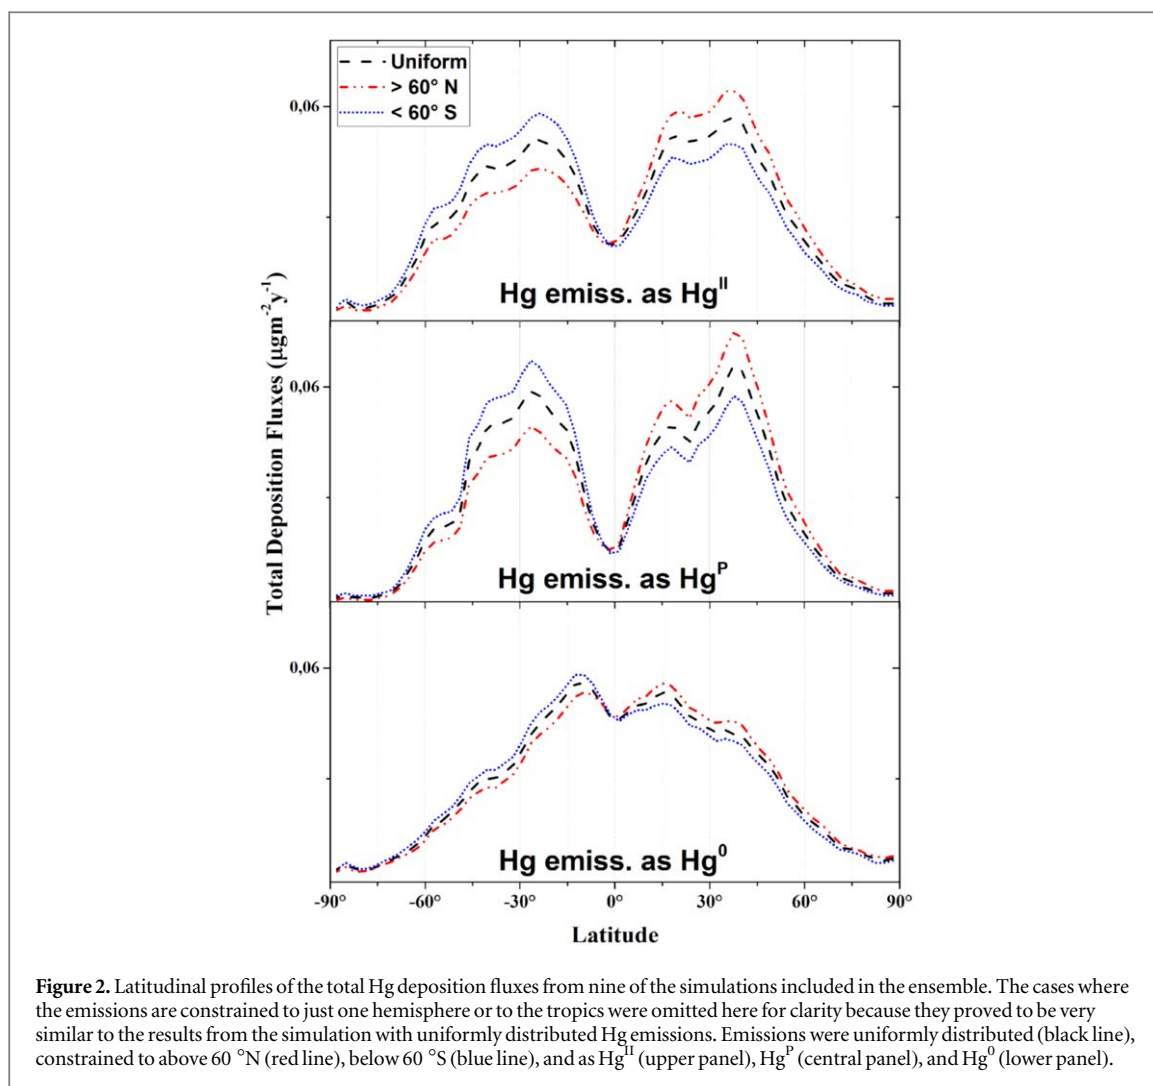 Uniform
> 60° N
< 60° S
0,06
Hg emiss. as Hg^II
0,06
Hg emiss. as Hg^P
0,06
Hg emiss. as Hg^0
Total Deposition Fluxes (µgm^-2y^-1)
-90° -60° -30° 0° 30° 60° 90°
Latitude
Figure 2. Latitudinal profiles of the total Hg deposition fluxes from nine of the simulations included in the ensemble. The cases where
the emissions are constrained to just one hemisphere or to the tropics were omitted here for clarity because they proved to be very
similar to the results from the simulation with uniformly distributed Hg emissions. Emissions were uniformly distributed (black line),
constrained to above 60 °N (red line), below 60 °S (blue line), and as Hg^II (upper panel), Hg^P (central panel), and Hg^0 (lower panel).